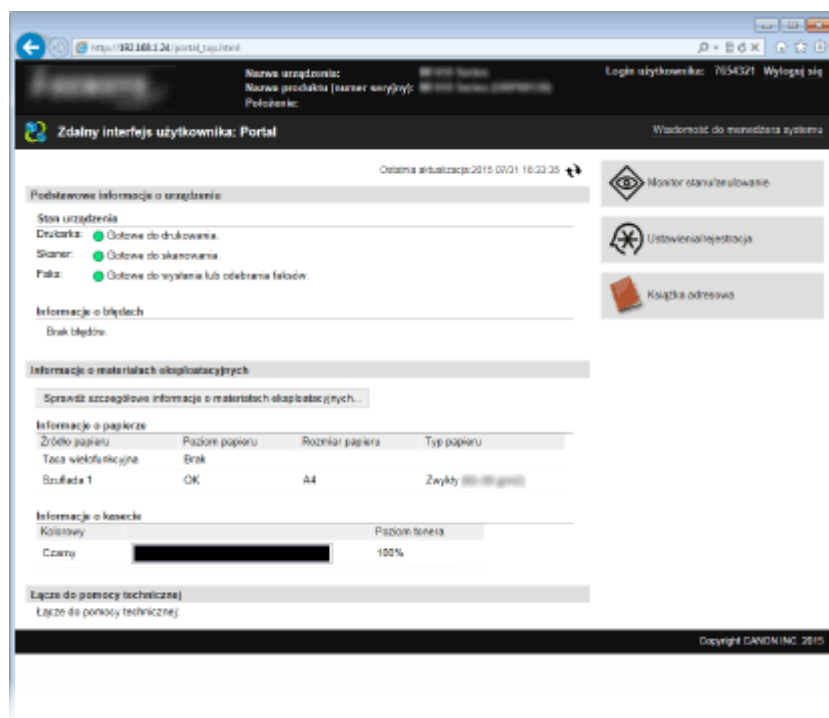 http://192.168.1.24/portal_top.html
Nazwa urządzenia:
Nazwa produktu (numer seryjny):
Położenie:
Login użytkownika: 7654321 Wyloguj się
Zdalny interfejs użytkownika: Portal
Wiadomość do menedżera systemu
Ostatnia aktualizacja:2015 07/31 16:33:35
Podstawowe informacje o urządzeniu
Stan urządzenia
Drukarka: Gotowe do drukowania.
Skaner: Gotowe do skanowania.
Faks: Gotowe do wysłania lub odebrania faksów.
Informacje o błędach
Brak błędów.
Monitor stanu/anulowanie
Ustawienia/rejestracja
Książka adresowa
Informacje o materiałach eksploatacyjnych
Sprawdź szczegółowe informacje o materiałach eksploatacyjnych...
Informacje o papierze
Źródło papieru Poziom papieru Rozmiar papieru Typ papieru
Taca wielofunkcyjna Brak
Szuflada 1 OK A4 Zwykły
Informacje o kasecie
Kolorowy Poziom tonera
Czarny 100%
Łącze do pomocy technicznej
Łącze do pomocy technicznej:
Copyright CANON INC. 2015